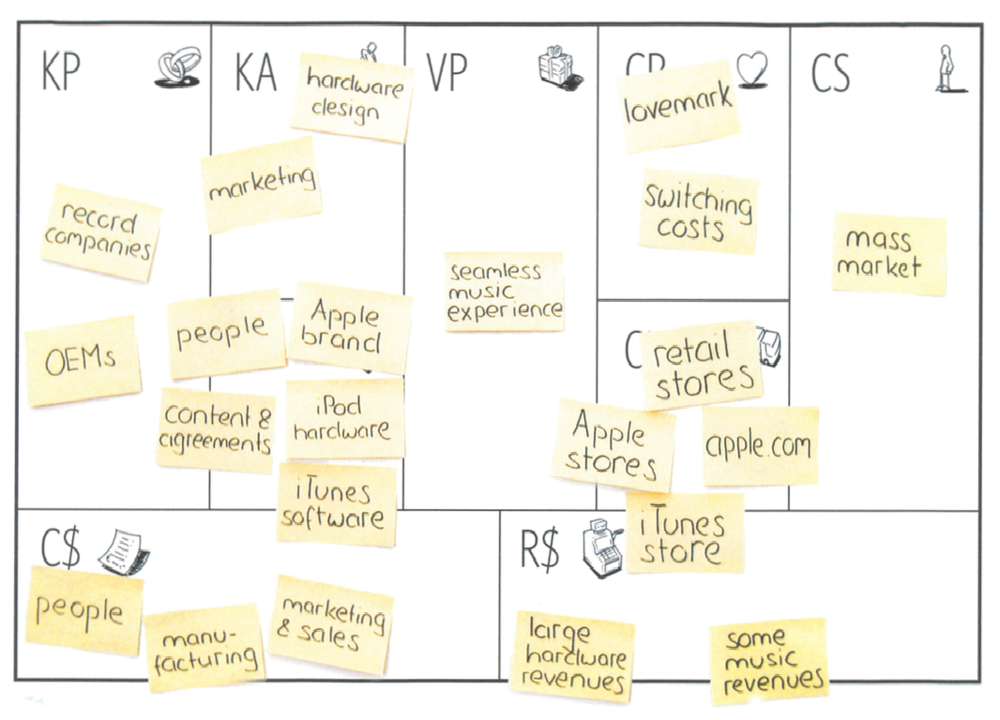 KP
record
companies
OEMs
KA
hardware
design
marketing
people
Apple
brand
content &
agreements
iPod
hardware
iTunes
software
VP
seamless
music
experience
CR
lovemark
switching
costs
C
retail
stores
Apple
stores
apple.com
iTunes
store
CS
mass
market
C$
people
manu-
facturing
marketing
& sales
R$
large
hardware
revenues
some
music
revenues